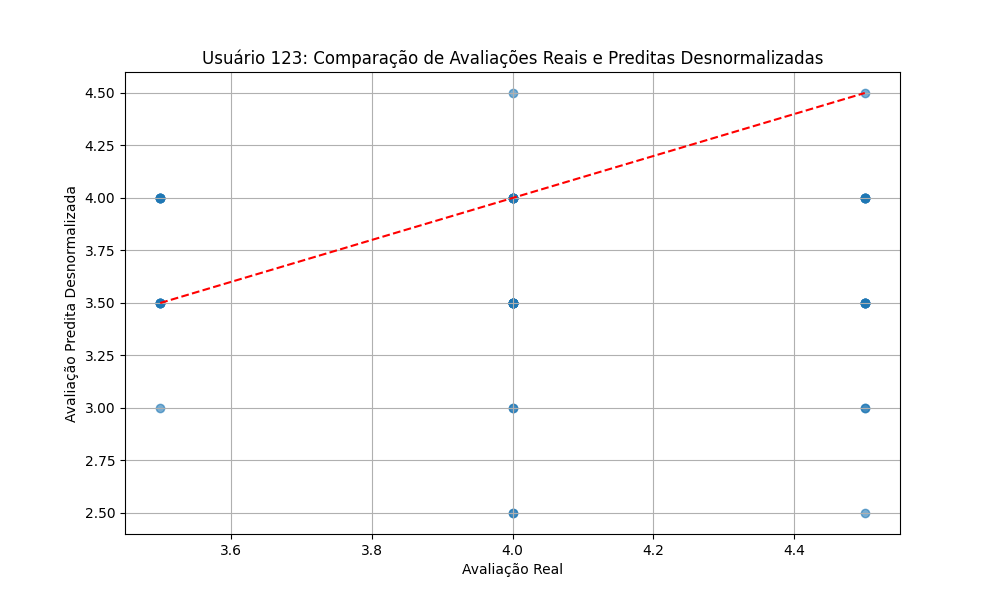 Usuário 123: Comparação de Avaliações Reais e Preditas Desnormalizadas
Avaliação Predita Desnormalizada
4.50
4.25
4.00
3.75
3.50
3.25
3.00
2.75
2.50
3.6 3.8 4.0 4.2 4.4
Avaliação Real